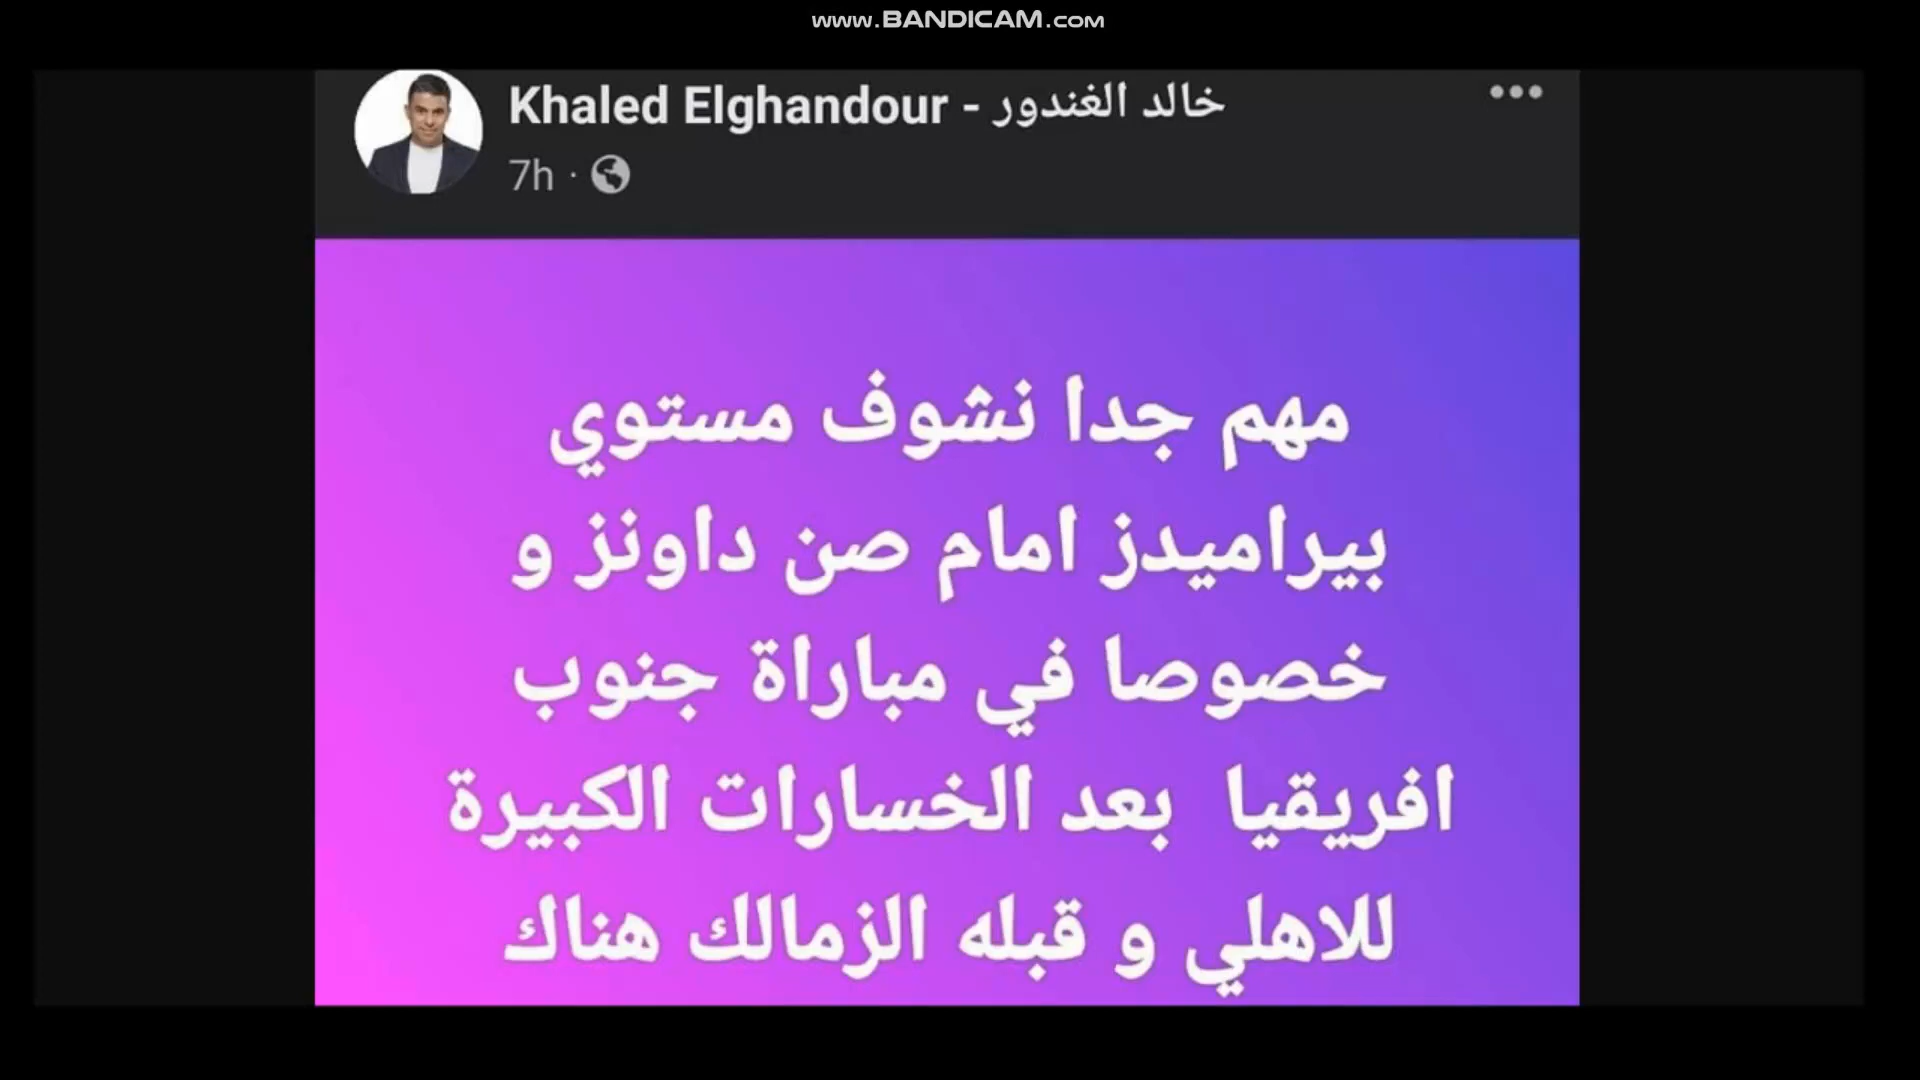 www.BANDICAM.com
Khaled Elghandour - خالد الغندور
7h ·
مهم جدا نشوف مستوي
بيراميدز امام صن داونز و
خصوصا في مباراة جنوب
افريقيا بعد الخسارات الكبيرة
للاهلي و قبله الزمالك هناك